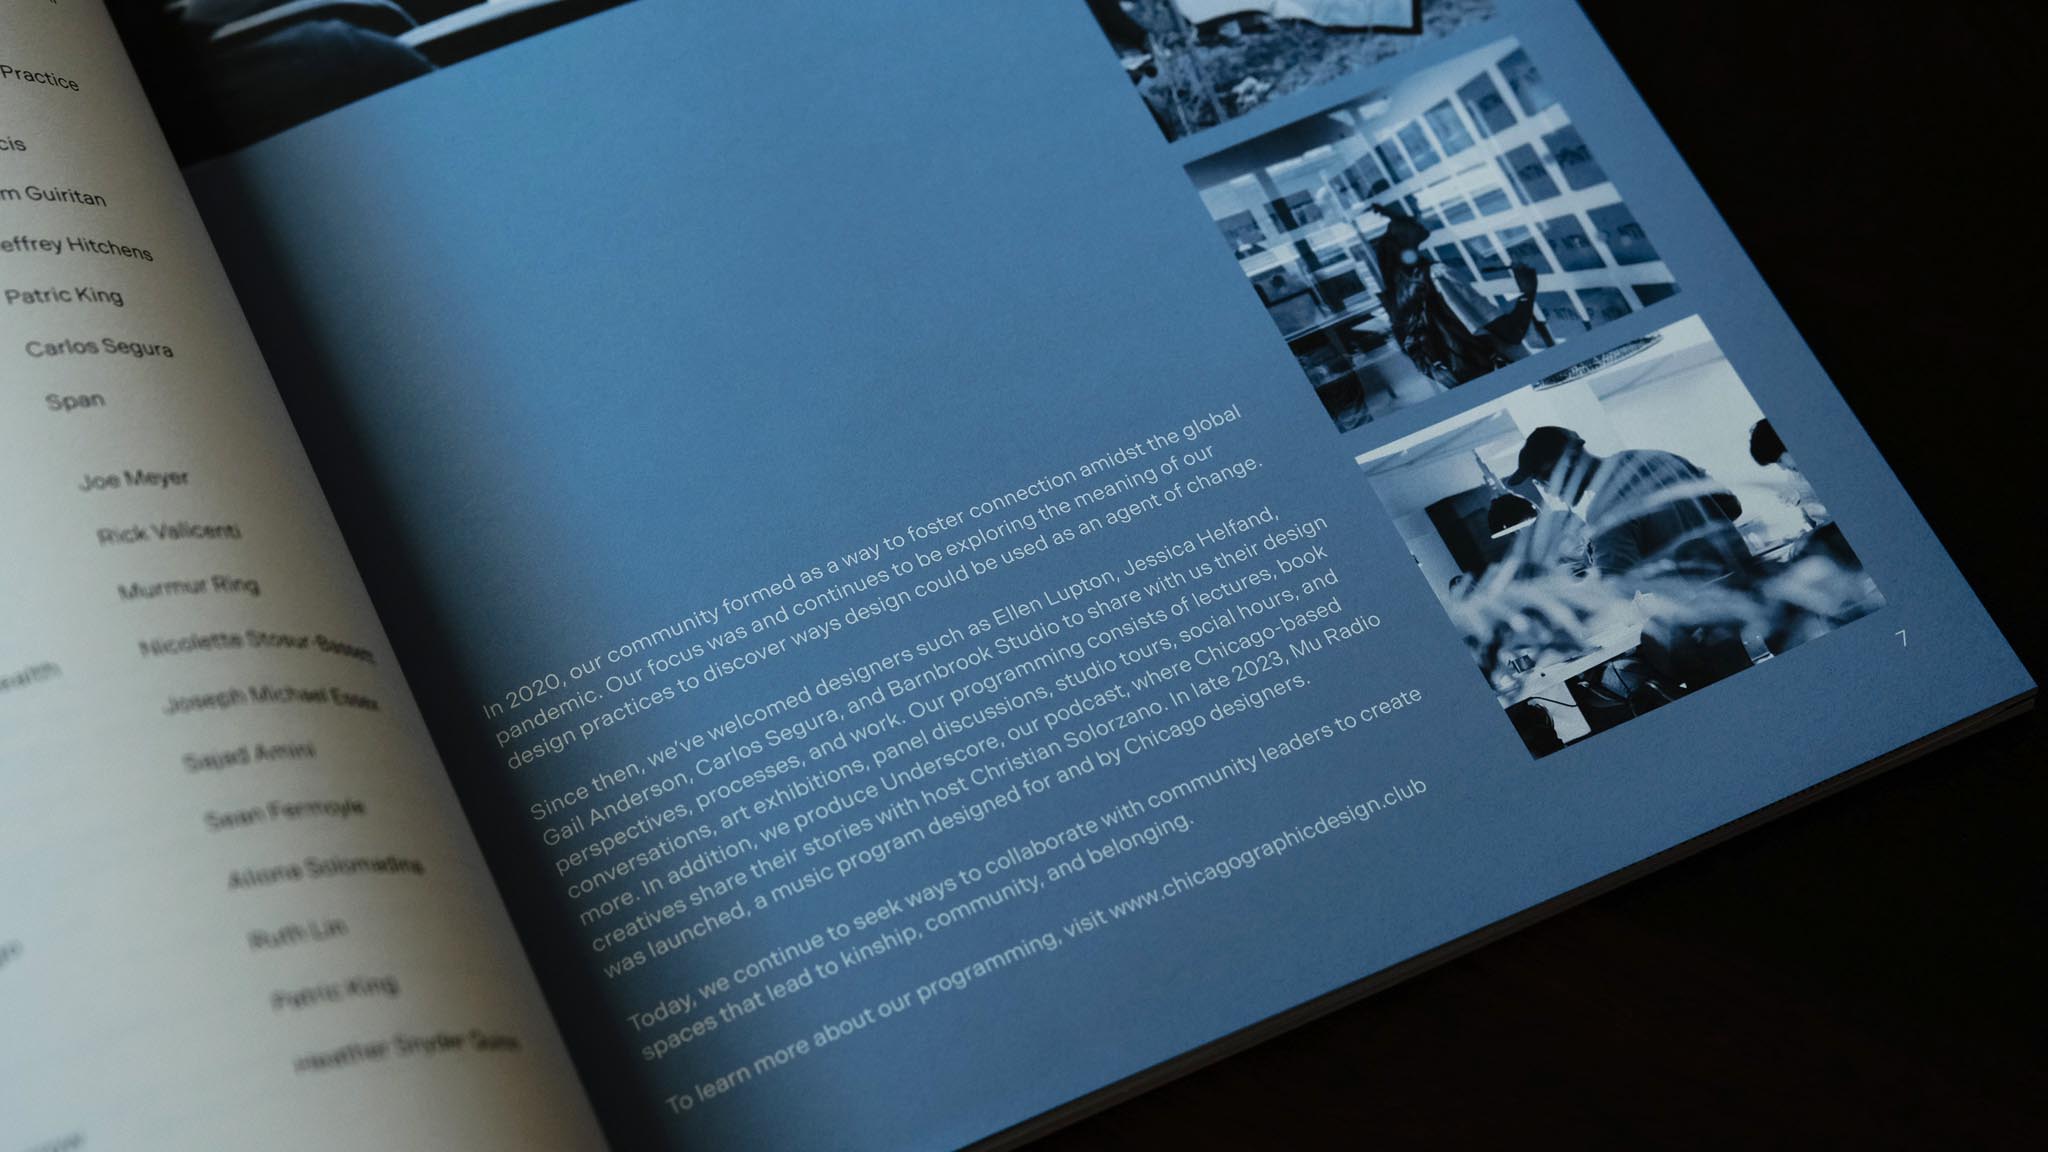 Practice
Guiritan
Hitchens
Patric King
Carlos Segura
Span
Joe Meyer
Rick Valicenti
Murmur Ring
Nicolette Stosur-Bassett
Joseph Michael Essex
Sajad Amini
Sean Fermoyle
Ruth Lin
Patric King
Heather Snyder
In 2020, our community formed as a way to foster connection amidst the global
pandemic. Our focus was and continues to be exploring the meaning of our
design practices to discover ways design could be used as an agent of change.
Since then, we've welcomed designers such as Ellen Lupton, Jessica Helfand,
Gail Anderson, Carlos Segura, and Barnbrook Studio to share with us their design
perspectives, processes, and work. Our programming consists of lectures, book
conversations, art exhibitions, panel discussions, studio tours, social hours, and
more. In addition, we produce Underscore, our podcast, where Chicago-based
creatives share their stories with host Christian Solorzano. In late 2023, Mu Radio
was launched, a music program designed for and by Chicago designers.
Today, we continue to seek ways to collaborate with community leaders to create
spaces that lead to kinship, community, and belonging.
To learn more about our programming, visit www.chicagographicdesign.club
7